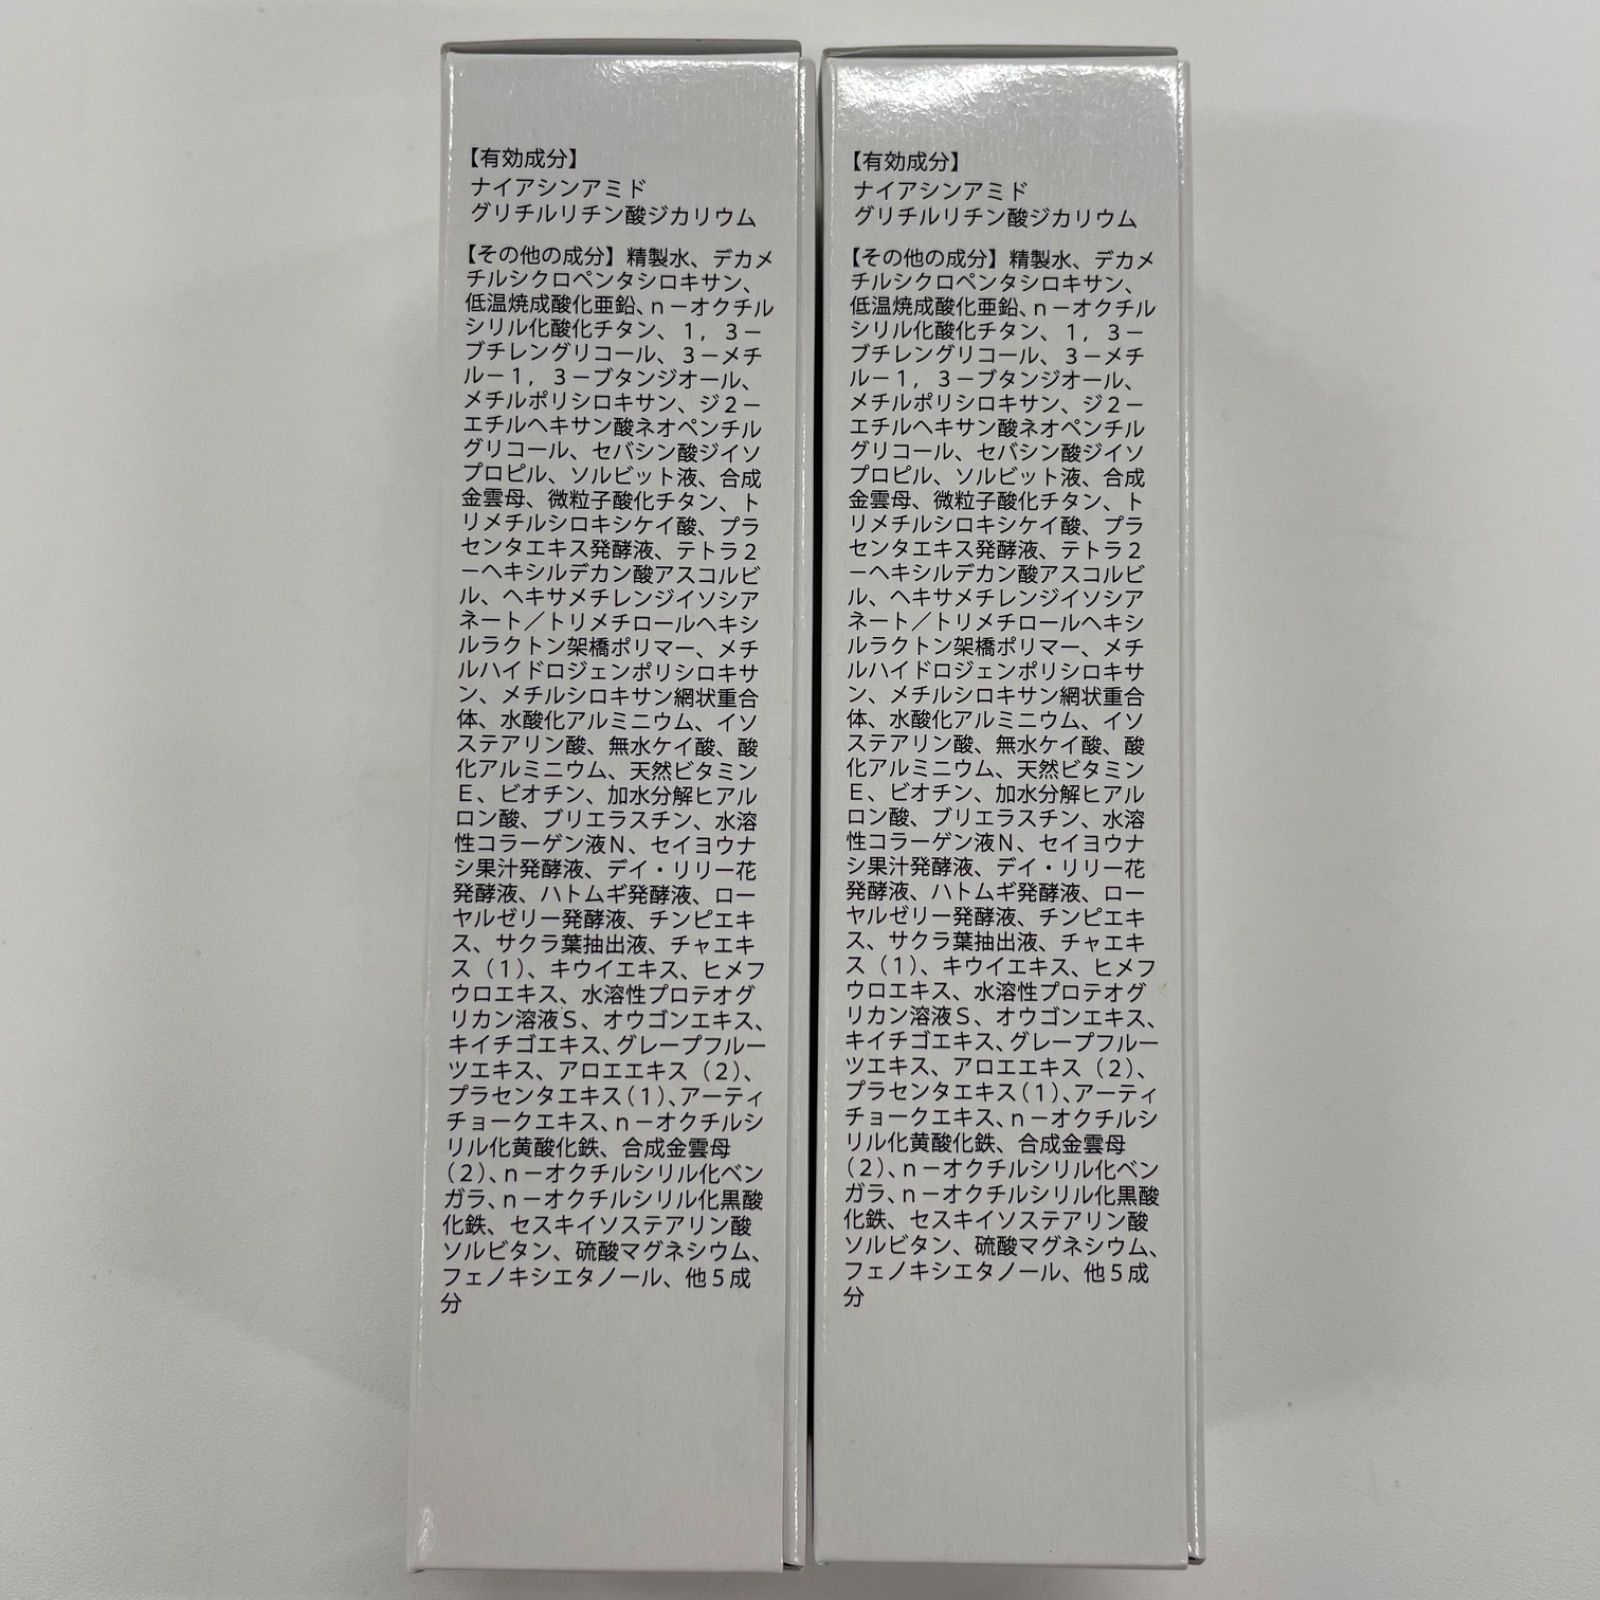 【有効成分】
ナイアシンアミド
グリチルリチン酸ジカリウム
【その他の成分】精製水、デカメ
チルシクロペンタシロキサン、
低温焼成酸化亜鉛、n－オクチル
シリル化酸化チタン、１，３－
ブチレングリコール、３－メチ
ル－１，３－ブタンジオール、
メチルポリシロキサン、ジ２－
エチルヘキサン酸ネオペンチル
グリコール、セバシン酸ジイソ
プロピル、ソルビット液、合成
金雲母、微粒子酸化チタン、ト
リメチルシロキシケイ酸、プラ
センタエキス発酵液、テトラ２
－ヘキシルデカン酸アスコルビ
ル、ヘキサメチレンジイソシア
ネート／トリメチロールヘキシ
ルラクトン架橋ポリマー、メチ
ルハイドロジェンポリシロキサ
ン、メチルシロキサン網状重合
体、水酸化アルミニウム、イソ
ステアリン酸、無水ケイ酸、酸
化アルミニウム、天然ビタミン
Ｅ、ビオチン、加水分解ヒアル
ロン酸、ブリエラスチン、水溶
性コラーゲン液Ｎ、セイヨウナ
シ果汁発酵液、デイ・リリー花
発酵液、ハトムギ発酵液、ロー
ヤルゼリー発酵液、チンピエキ
ス、サクラ葉抽出液、チャエキ
ス（１）、キウイエキス、ヒメフ
ウロエキス、水溶性プロテオグ
リカン溶液Ｓ、オウゴンエキス、
キイチゴエキス、グレープフルー
ツエキス、アロエエキス（２）、
プラセンタエキス（１）、アーティ
チョークエキス、n－オクチルシ
リル化黄酸化鉄、合成金雲母
（２）、n－オクチルシリル化ベン
ガラ、n－オクチルシリル化黒酸
化鉄、セスキイソステアリン酸
ソルビタン、硫酸マグネシウム、
フェノキシエタノール、他５成
分
【有効成分】
ナイアシンアミド
グリチルリチン酸ジカリウム
【その他の成分】精製水、デカメ
チルシクロペンタシロキサン、
低温焼成酸化亜鉛、n－オクチル
シリル化酸化チタン、１，３－
ブチレングリコール、３－メチ
ル－１，３－ブタンジオール、
メチルポリシロキサン、ジ２－
エチルヘキサン酸ネオペンチル
グリコール、セバシン酸ジイソ
プロピル、ソルビット液、合成
金雲母、微粒子酸化チタン、ト
リメチルシロキシケイ酸、プラ
センタエキス発酵液、テトラ２
－ヘキシルデカン酸アスコルビ
ル、ヘキサメチレンジイソシア
ネート／トリメチロールヘキシ
ルラクトン架橋ポリマー、メチ
ルハイドロジェンポリシロキサ
ン、メチルシロキサン網状重合
体、水酸化アルミニウム、イソ
ステアリン酸、無水ケイ酸、酸
化アルミニウム、天然ビタミン
Ｅ、ビオチン、加水分解ヒアル
ロン酸、ブリエラスチン、水溶
性コラーゲン液Ｎ、セイヨウナ
シ果汁発酵液、デイ・リリー花
発酵液、ハトムギ発酵液、ロー
ヤルゼリー発酵液、チンピエキ
ス、サクラ葉抽出液、チャエキ
ス（１）、キウイエキス、ヒメフ
ウロエキス、水溶性プロテオグ
リカン溶液Ｓ、オウゴンエキス、
キイチゴエキス、グレープフルー
ツエキス、アロエエキス（２）、
プラセンタエキス（１）、アーティ
チョークエキス、n－オクチルシ
リル化黄酸化鉄、合成金雲母
（２）、n－オクチルシリル化ベン
ガラ、n－オクチルシリル化黒酸
化鉄、セスキイソステアリン酸
ソルビタン、硫酸マグネシウム、
フェノキシエタノール、他５成
分